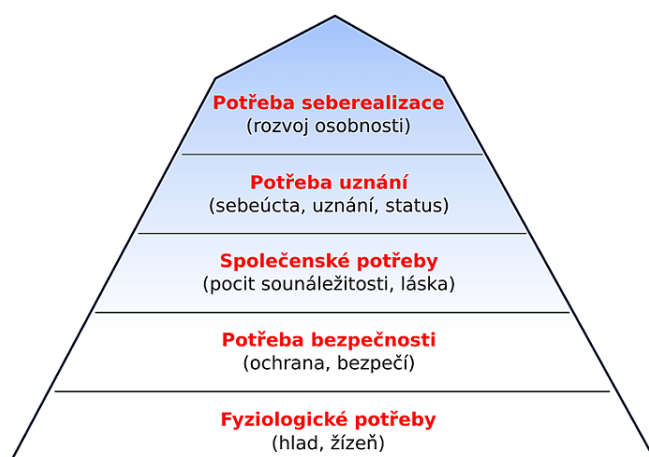 Potřeba seberealizace
(rozvoj osobnosti)
Potřeba uznání
(sebeúcta, uznání, status)
Společenské potřeby
(pocit sounáležitosti, láska)
Potřeba bezpečnosti
(ochrana, bezpečí)
Fyziologické potřeby
(hlad, žízeň)